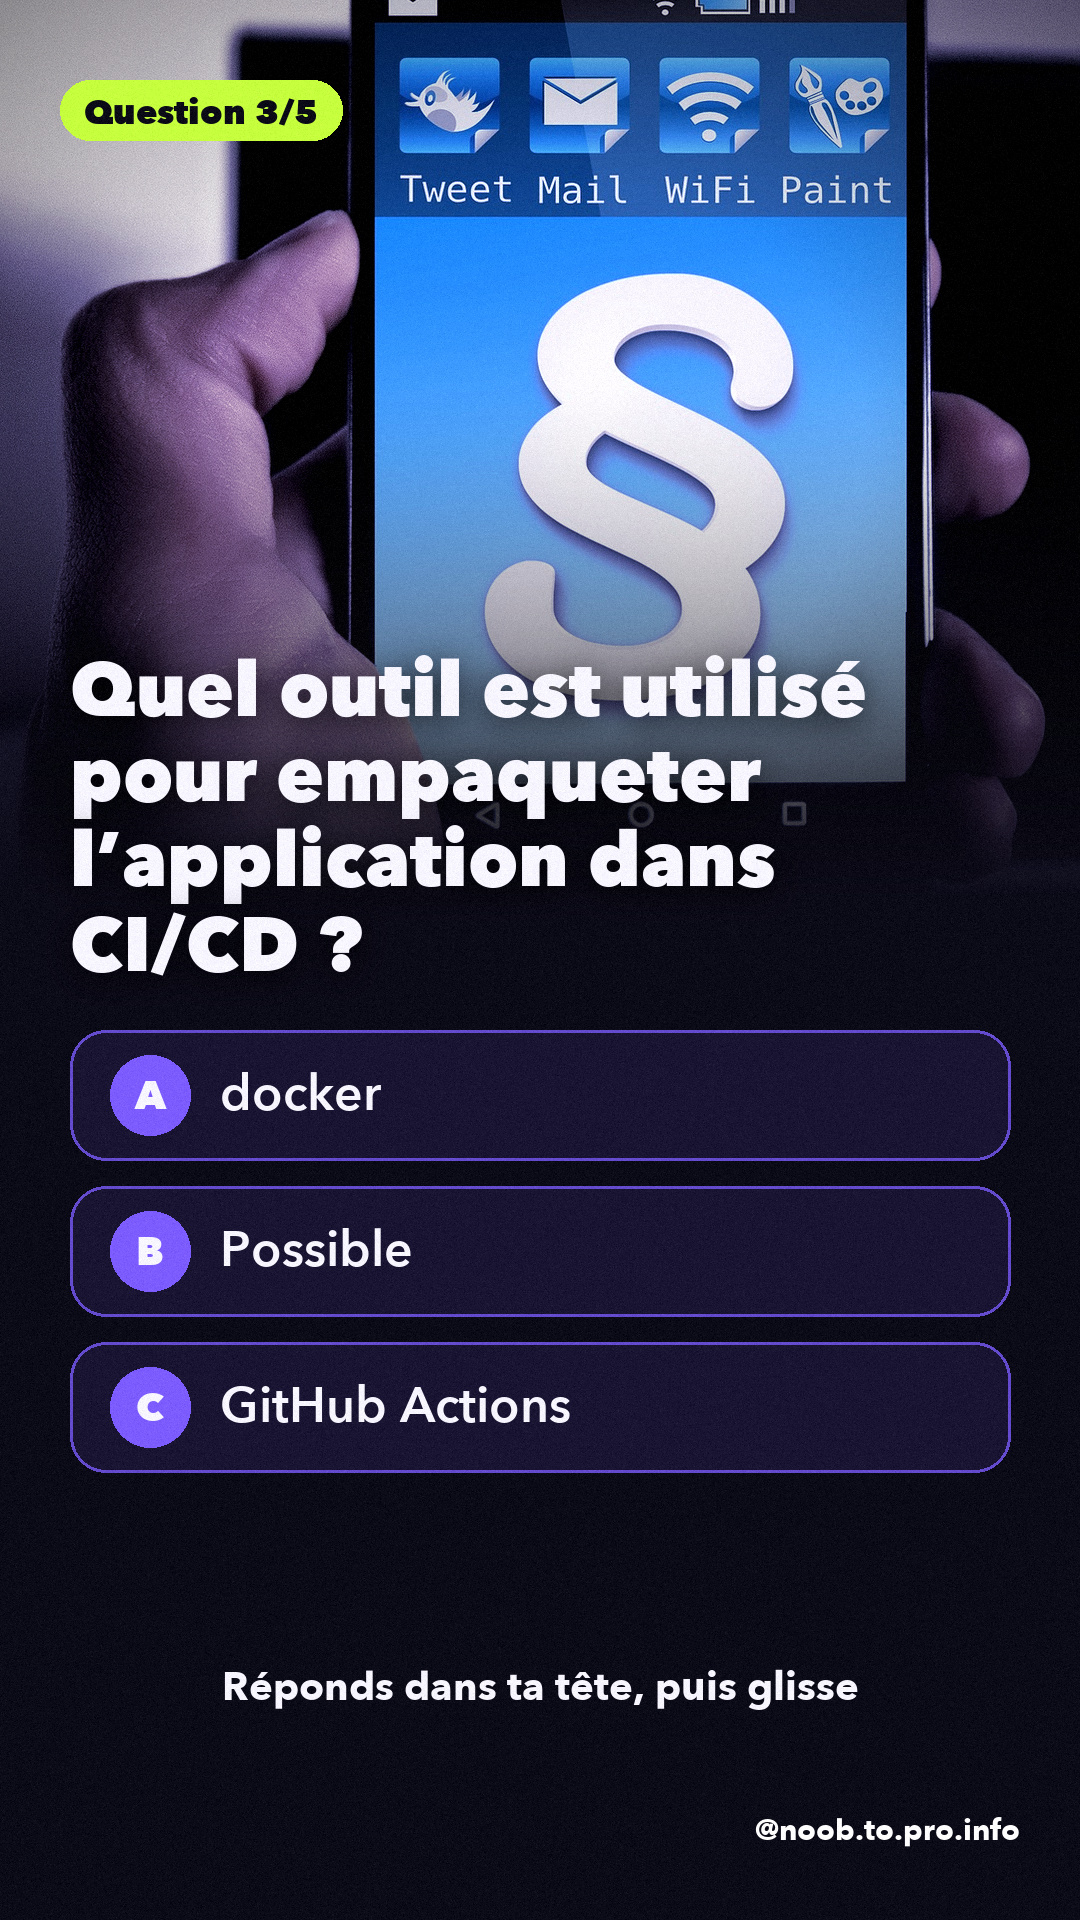 Question 3/5
Tweet Mail WiFi Paint
§
Quel outil est utilisé
pour empaqueter
l’application dans
CI/CD ?
A docker
B Possible
C GitHub Actions
Réponds dans ta tête, puis glisse
@noob.to.pro.info